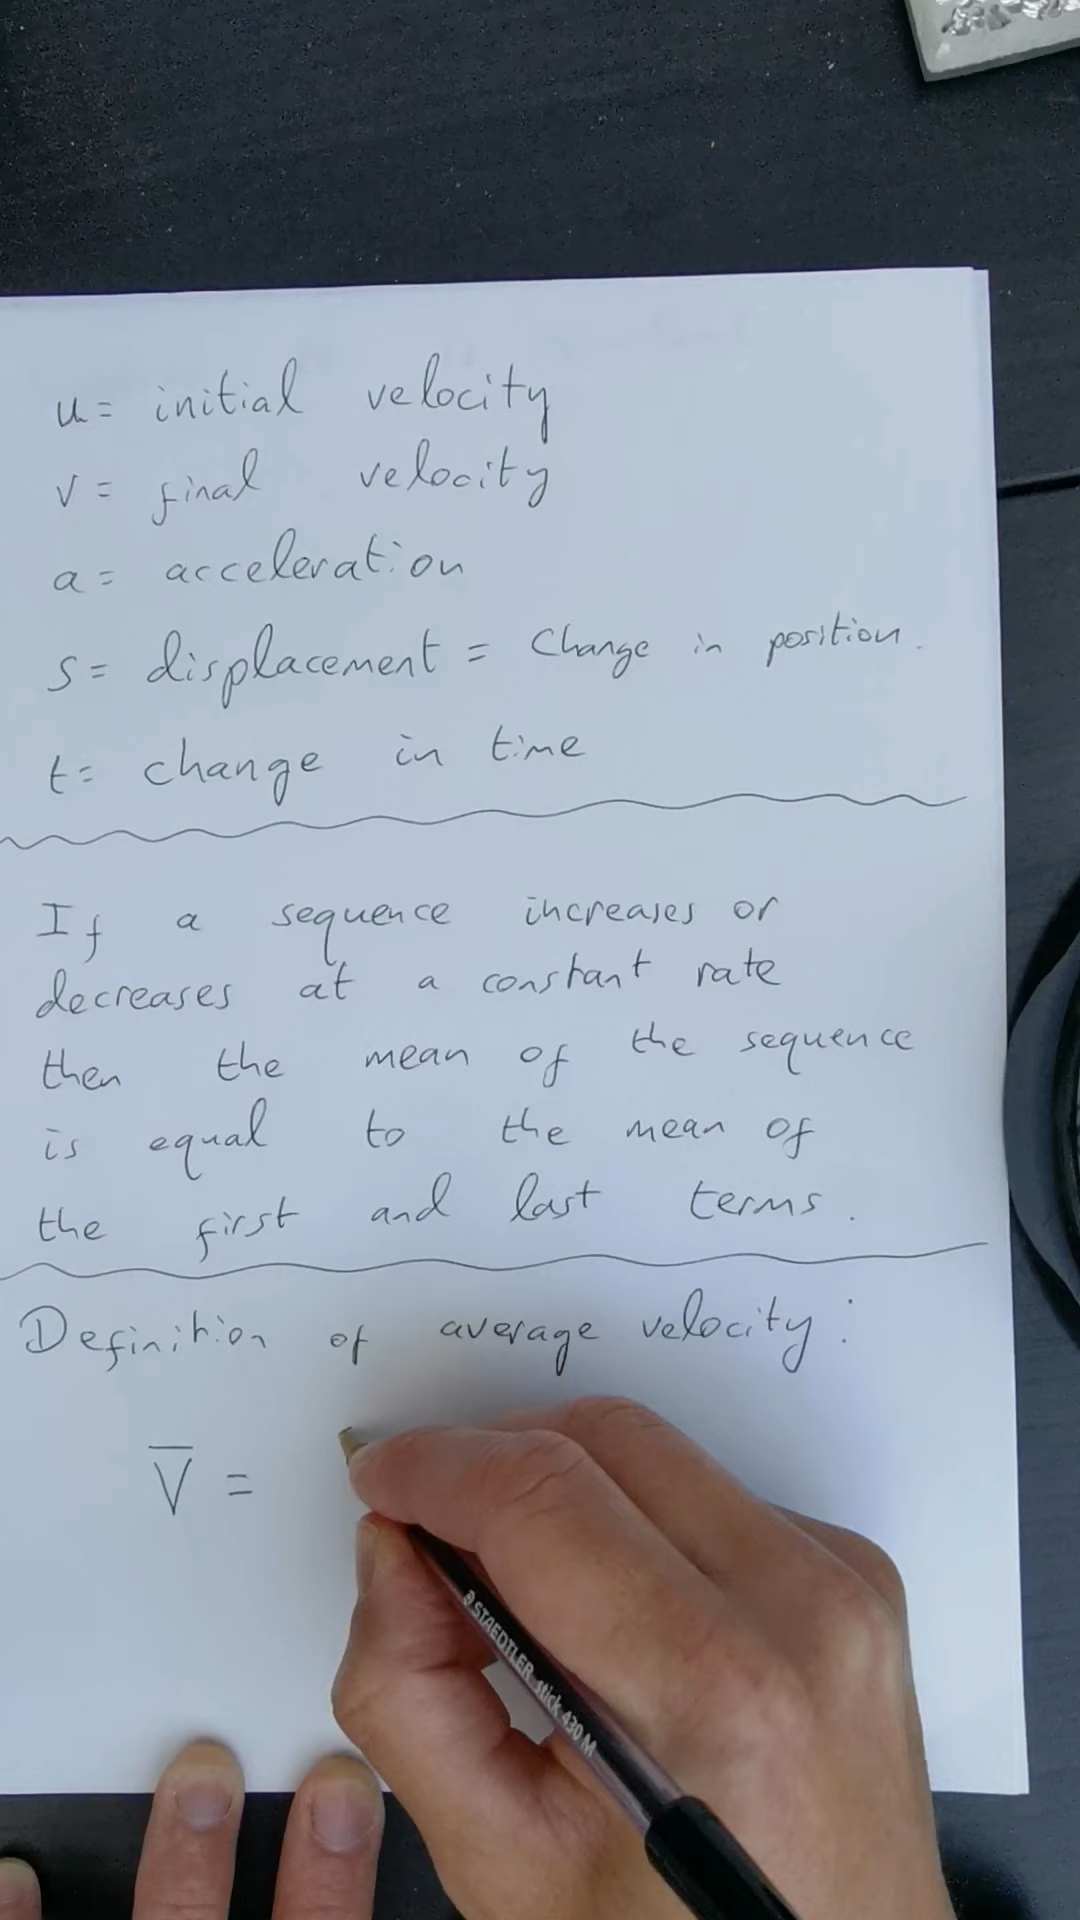 u= initial velocity
v= final velocity
a= acceleration
s= displacement = Change in position.
t= change in time
If a sequence increases or
decreases at a constant rate
then the mean of the sequence
is equal to the mean of
the first and last terms.
Definition of average velocity:
V̅ =
STAEDTLER stick 430 M